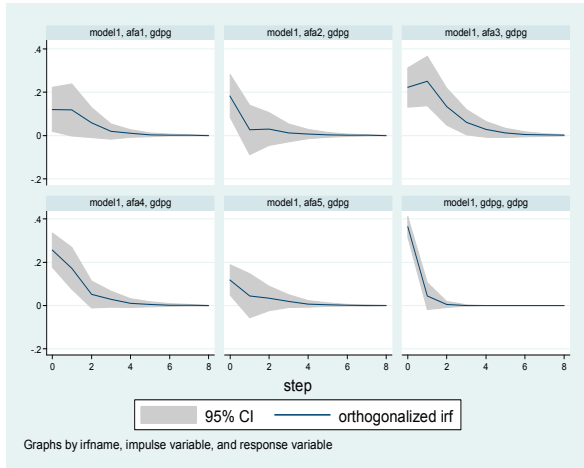 model1, afa1, gdpg
model1, afa2, gdpg
model1, afa3, gdpg
.4
.2
0
-.2
model1, afa4, gdpg
model1, afa5, gdpg
model1, gdpg, gdpg
.4
.2
0
-.2
0 2 4 6 8
0 2 4 6 8
0 2 4 6 8
step
95% CI
orthogonalized irf
Graphs by irfname, impulse variable, and response variable